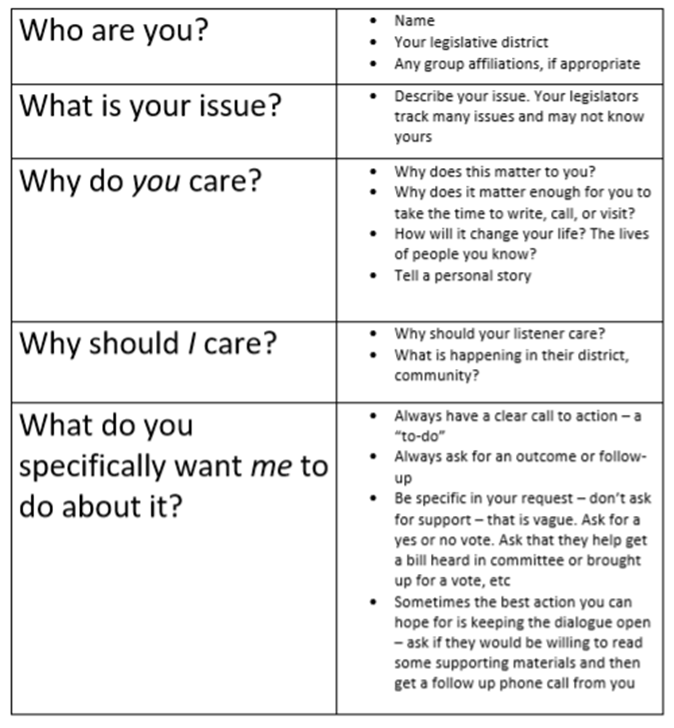 Who are you?
• Name
• Your legislative district
• Any group affiliations, if appropriate
What is your issue?
• Describe your issue. Your legislators
track many issues and may not know
yours
Why do you care?
• Why does this matter to you?
• Why does it matter enough for you to
take the time to write, call, or visit?
• How will it change your life? The lives
of people you know?
• Tell a personal story
Why should I care?
• Why should your listener care?
• What is happening in their district,
community?
What do you
specifically want me to
do about it?
• Always have a clear call to action – a
“to-do”
• Always ask for an outcome or follow-
up
• Be specific in your request – don’t ask
for support – that is vague. Ask for a
yes or no vote. Ask that they help get
a bill heard in committee or brought
up for a vote, etc
• Sometimes the best action you can
hope for is keeping the dialogue open
– ask if they would be willing to read
some supporting materials and then
get a follow up phone call from you